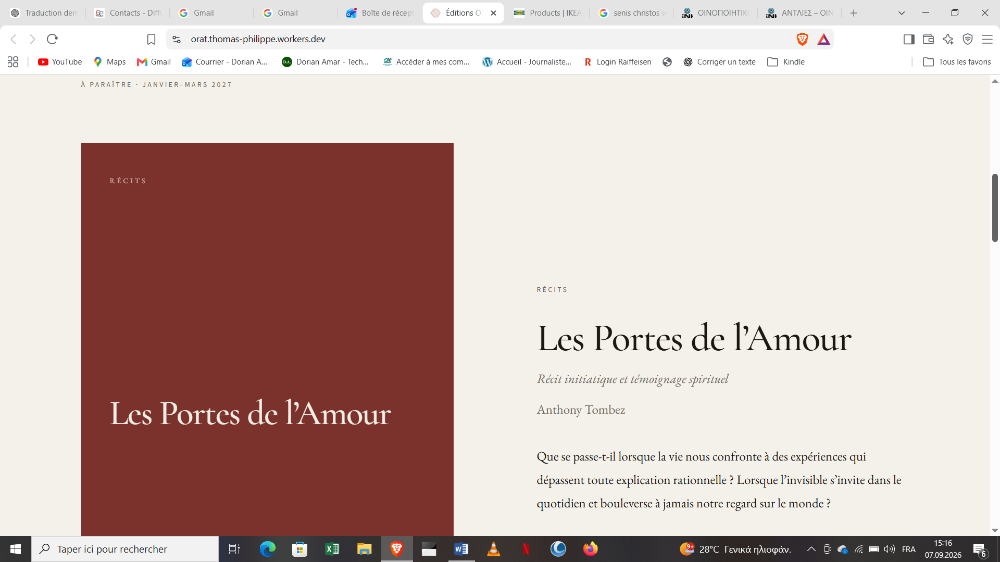 Traduction dem
Contacts - Diffu
Gmail
Gmail
Boîte de récept
Éditions O
Products | IKEA
senis christos v
ΟΙΝΟΠΟΙΗΤΙΚΟ
ΑΝΤΛΙΕΣ – ΟΙΝ
orat.thomas-philippe.workers.dev
YouTube
Maps
Gmail
Courrier - Dorian A...
D.A.
Dorian Amar - Tech...
Accéder à mes com...
Accueil - Journaliste...
Login Raiffeisen
Corriger un texte
Kindle
Tous les favoris
À PARAÎTRE · JANVIER–MARS 2027
RÉCITS
Les Portes de l’Amour
RÉCITS
Les Portes de l’Amour
Récit initiatique et témoignage spirituel
Anthony Tombez
Que se passe-t-il lorsque la vie nous confronte à des expériences qui
dépassent toute explication rationnelle ? Lorsque l’invisible s’invite dans le
quotidien et bouleverse à jamais notre regard sur le monde ?
Taper ici pour rechercher
9+
28°C Γενικά ηλιοφάν.
FRA
15:16
07.09.2026
6